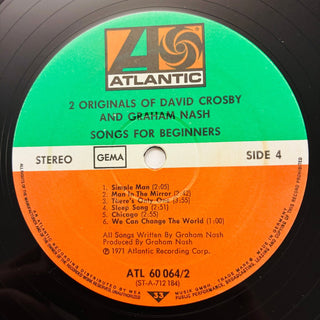 ATLANTIC
2 ORIGINALS OF DAVID CROSBY
AND GRAHAM NASH
SONGS FOR BEGINNERS
STEREO
GEMA
SIDE 4
1. Simple Man (2:05)
2. Man In The Mirror (2:42)
3. There's Only One (3:52)
4. Sleep Song (2:51)
5. Chicago (2:55)
6. We Can Change The World (1:00)
All Songs Written By Graham Nash
Produced By Graham Nash
℗ 1971 Atlantic Recording Corp.
ATL 60 064/2
(ST-A-712 184)
33